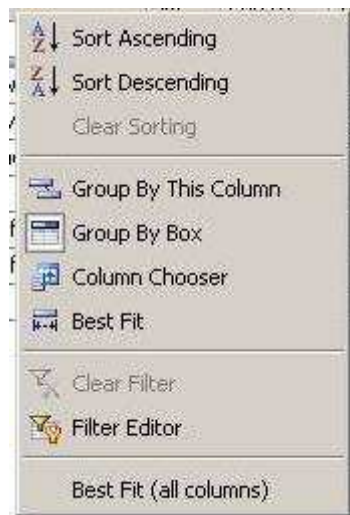 Sort Ascending
Sort Descending
Clear Sorting
Group By This Column
Group By Box
Column Chooser
Best Fit
Clear Filter
Filter Editor
Best Fit (all columns)